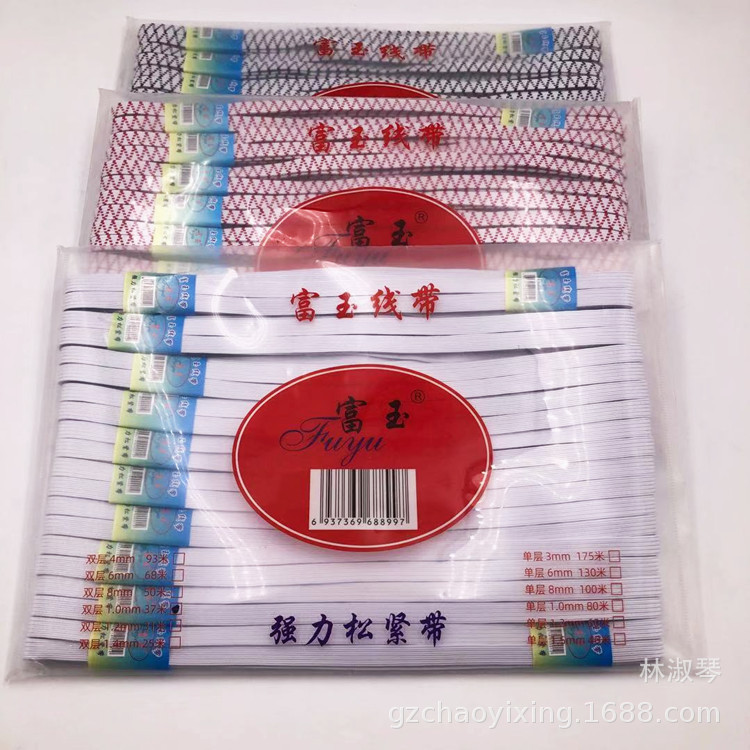 富玉线带
富玉线带
富玉®
Fuyu
富玉线带
富玉®
Fuyu
6 937369 688997
双层 4mm 93米
双层 6mm 68米
双层 8mm 50米
双层 1.0mm 37米
单层 3mm 175米
单层 6mm 130米
单层 8mm 100米
单层 1.0mm 80米
强力松紧带
林淑琴
gzchaoyixing.1688.com